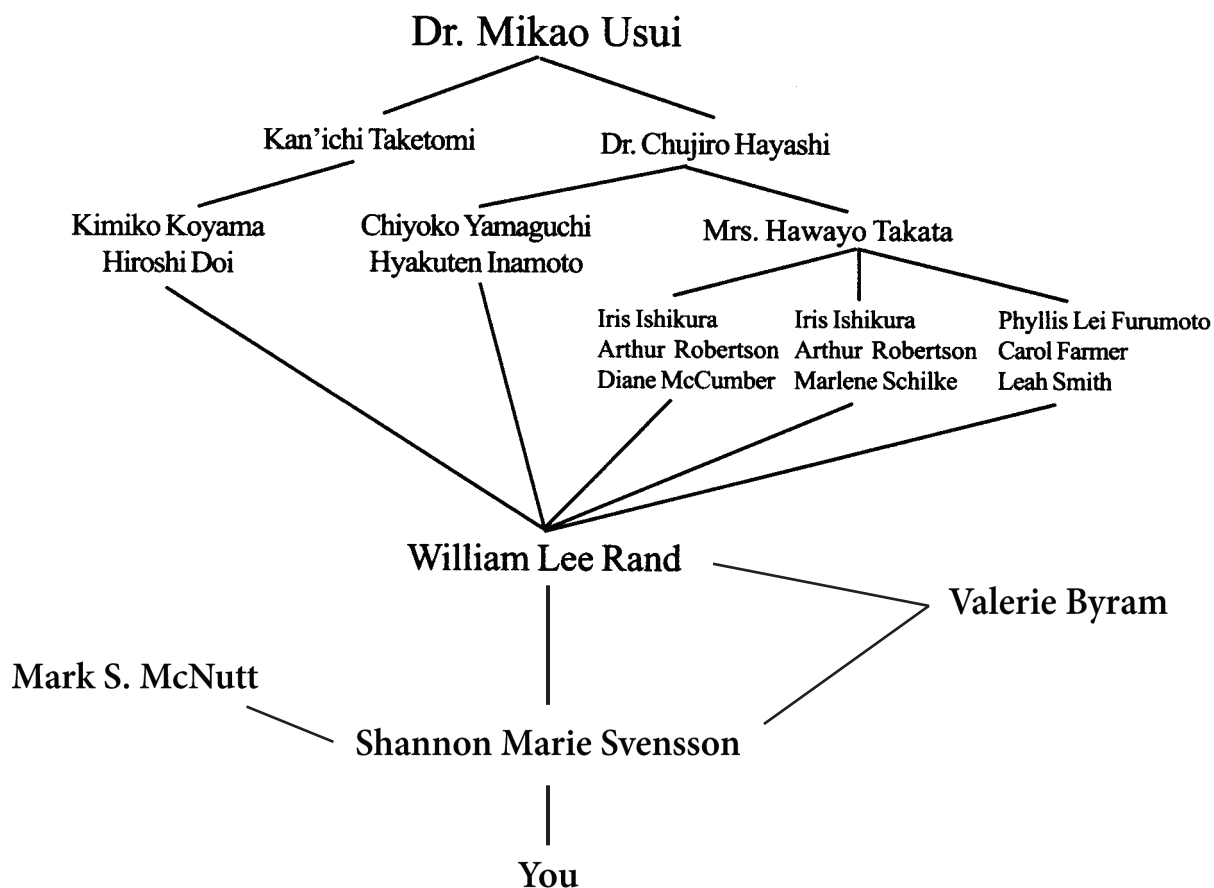 Dr. Mikao Usui
Kan'ichi Taketomi
Dr. Chujiro Hayashi
Kimiko Koyama
Hiroshi Doi
Chiyoko Yamaguchi
Hyakuten Inamoto
Mrs. Hawayo Takata
Iris Ishikura
Arthur Robertson
Diane McCumber
Iris Ishikura
Arthur Robertson
Marlene Schilke
Phyllis Lei Furumoto
Carol Farmer
Leah Smith
William Lee Rand
Valerie Byram
Mark S. McNutt
Shannon Marie Svensson
You